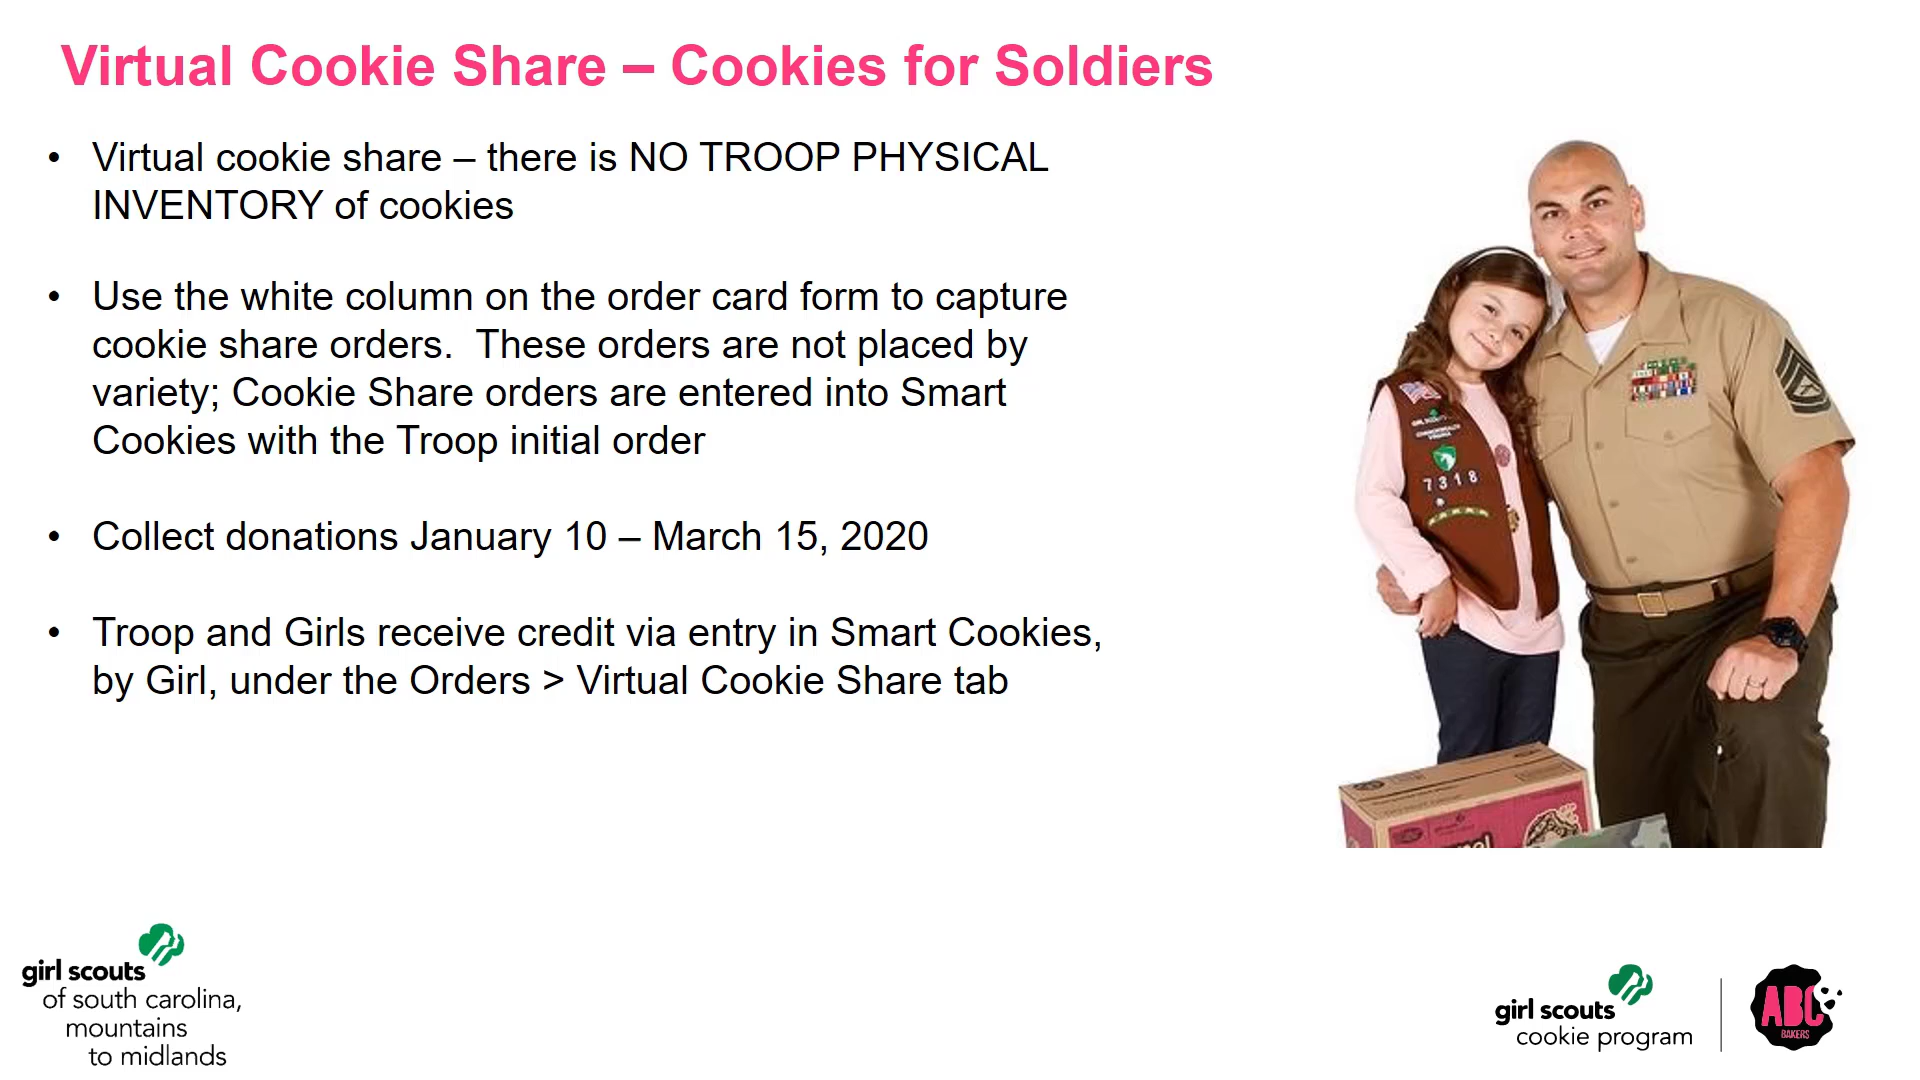 Virtual Cookie Share – Cookies for Soldiers
• Virtual cookie share – there is NO TROOP PHYSICAL
INVENTORY of cookies
• Use the white column on the order card form to capture
cookie share orders.  These orders are not placed by
variety; Cookie Share orders are entered into Smart
Cookies with the Troop initial order
• Collect donations January 10 – March 15, 2020
• Troop and Girls receive credit via entry in Smart Cookies,
by Girl, under the Orders > Virtual Cookie Share tab
7318
girl scouts
of south carolina,
mountains
to midlands
girl scouts
cookie program
ABC
BAKERS